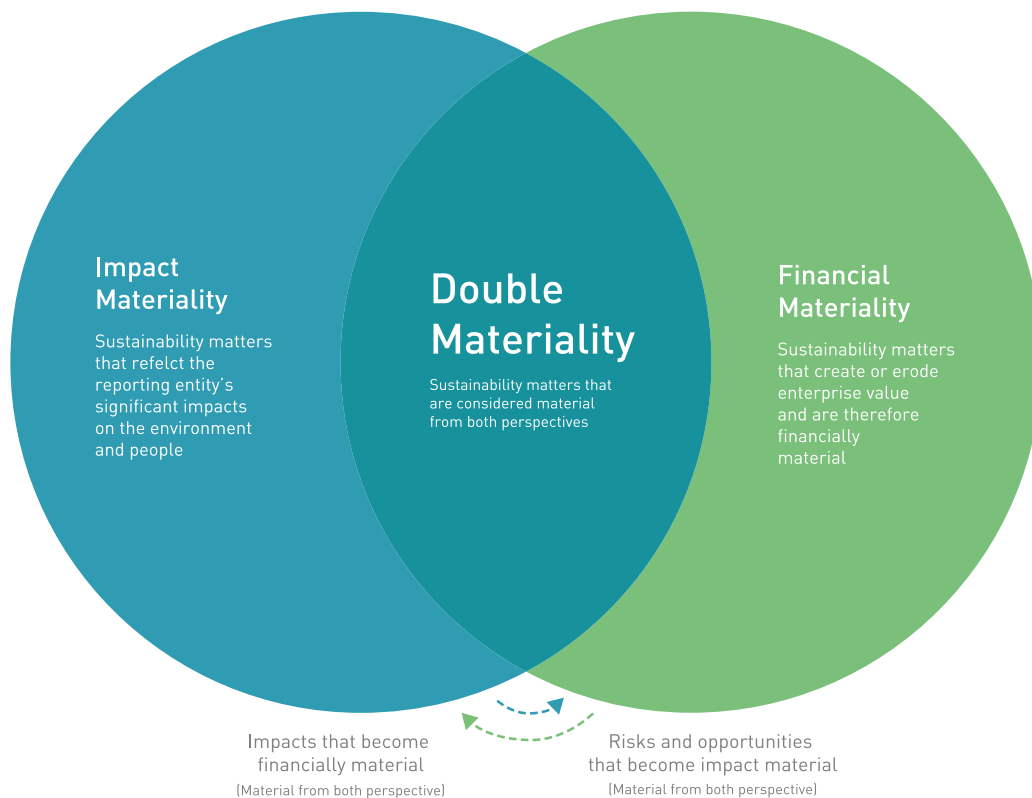 Impact
Materiality
Sustainability matters
that refelct the
reporting entity's
significant impacts
on the environment
and people
Double
Materiality
Sustainability matters that
are considered material
from both perspectives
Financial
Materiality
Sustainability matters
that create or erode
enterprise value
and are therefore
financially
material
Impacts that become
financially material
(Material from both perspective)
Risks and opportunities
that become impact material
(Material from both perspective)